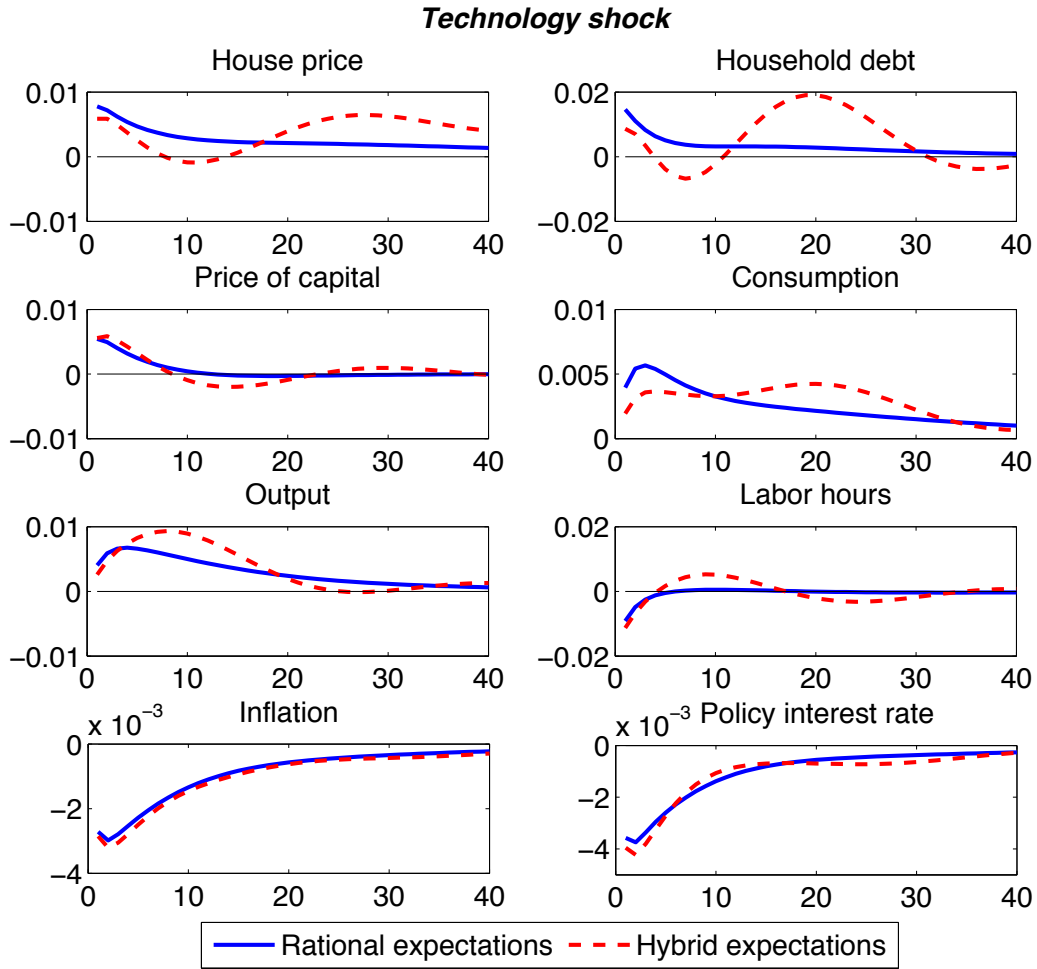 Technology shock
House price
Household debt
0.01
0
−0.01
0 10 20 30 40
0.02
0
−0.02
0 10 20 30 40
Price of capital
Consumption
0.01
0
−0.01
0 10 20 30 40
0.01
0.005
0
0 10 20 30 40
Output
Labor hours
0.01
0
−0.01
0 10 20 30 40
0.02
0
−0.02
0 10 20 30 40
x 10⁻³
Inflation
x 10⁻³
Policy interest rate
0
−2
−4
0 10 20 30 40
0
−2
−4
0 10 20 30 40
Rational expectations
Hybrid expectations